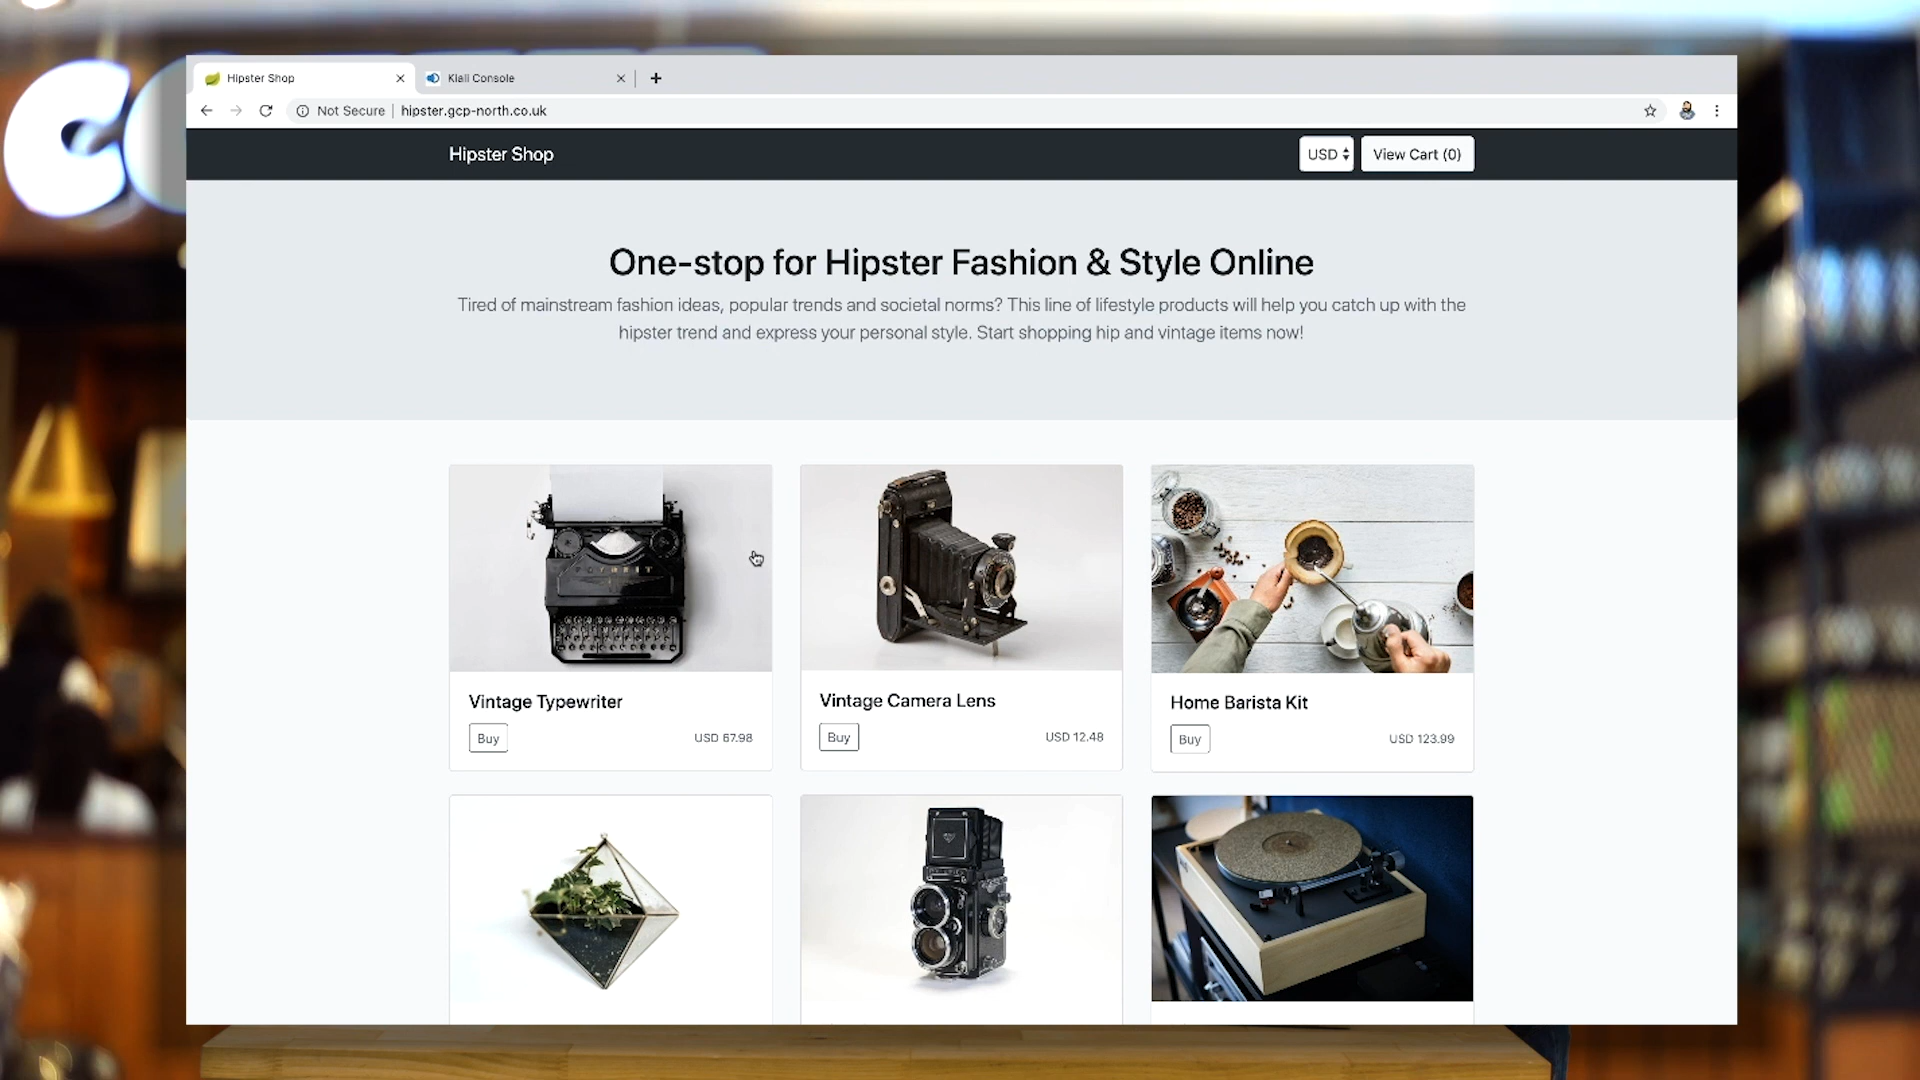 Hipster Shop
Kiali Console
Not Secure
hipster.gcp-north.co.uk
Hipster Shop
USD
View Cart (0)
One-stop for Hipster Fashion & Style Online
Tired of mainstream fashion ideas, popular trends and societal norms? This line of lifestyle products will help you catch up with the
hipster trend and express your personal style. Start shopping hip and vintage items now!
Vintage Typewriter
Buy
USD 67.98
Vintage Camera Lens
Buy
USD 12.48
Home Barista Kit
Buy
USD 123.99